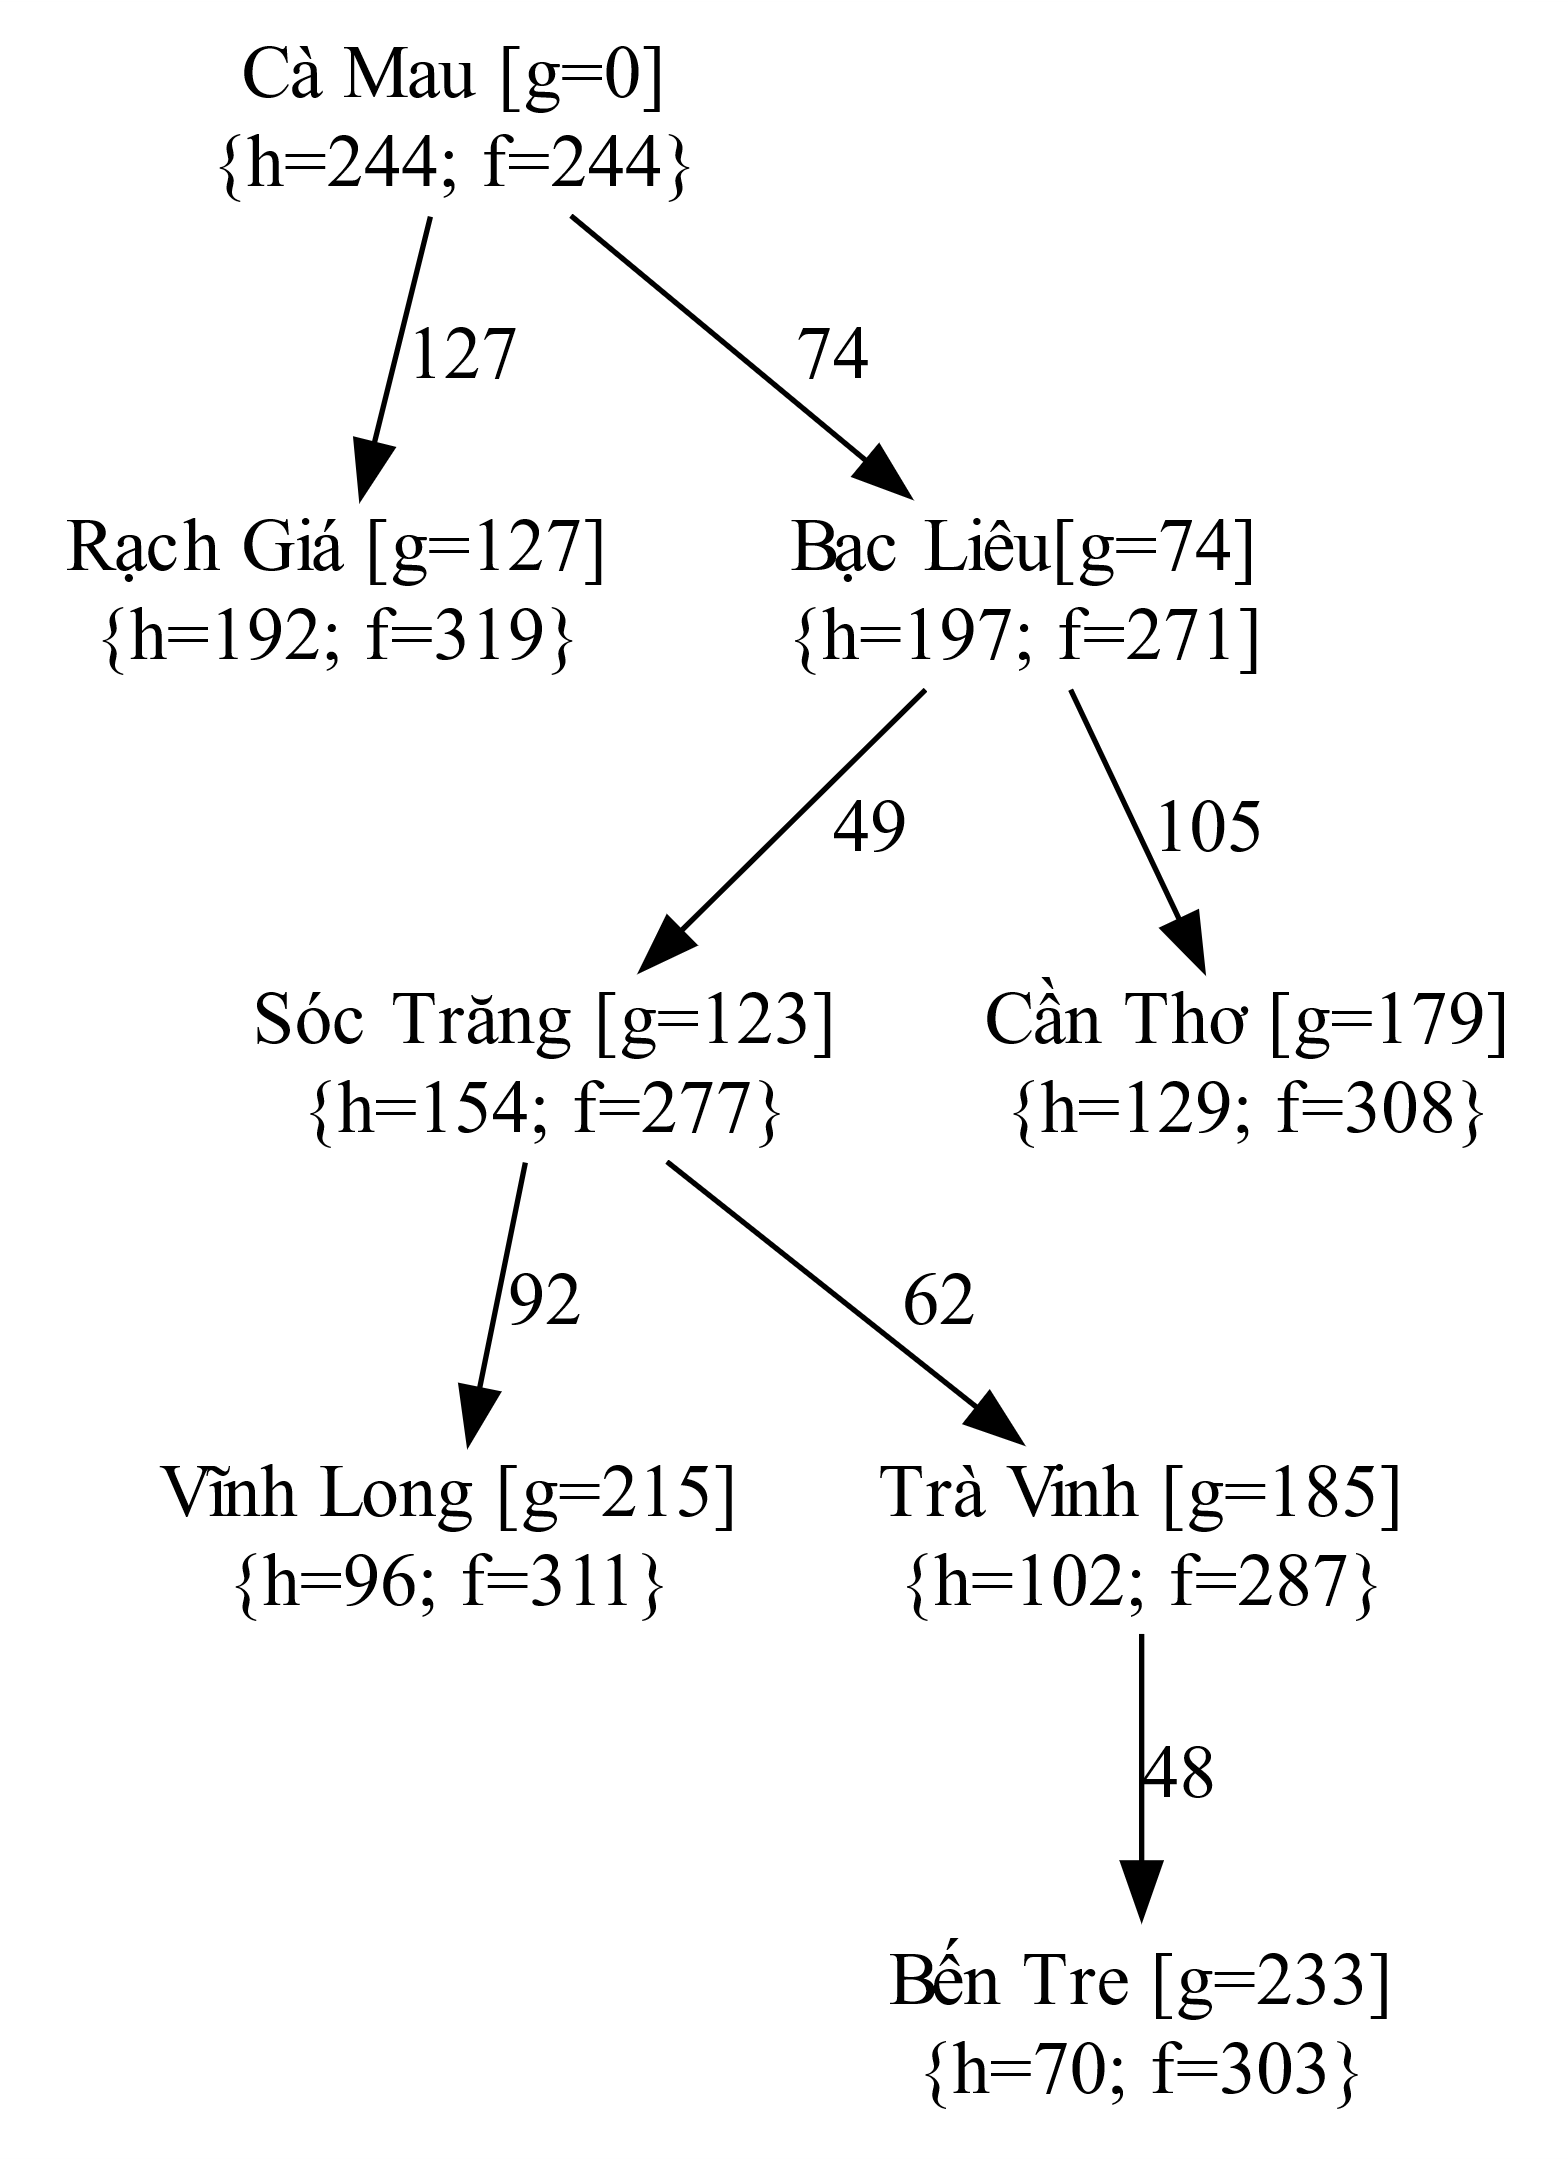 Cà Mau [g=0]
{h=244; f=244}
127
74
Rạch Giá [g=127]
{h=192; f=319}
Bạc Liêu[g=74]
{h=197; f=271]
49
105
Sóc Trăng [g=123]
{h=154; f=277}
Cần Thơ [g=179]
{h=129; f=308}
92
62
Vĩnh Long [g=215]
{h=96; f=311}
Trà Vinh [g=185]
{h=102; f=287}
48
Bến Tre [g=233]
{h=70; f=303}